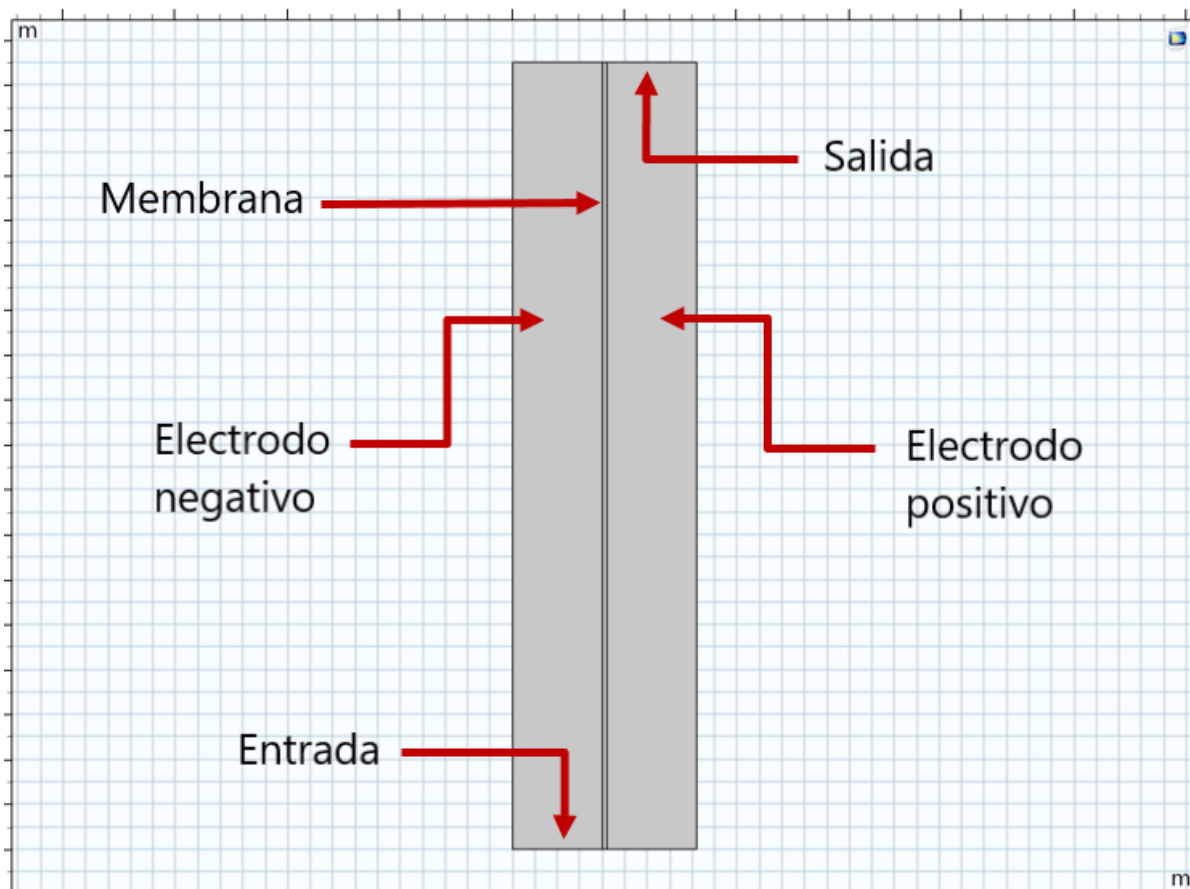 m
Salida
Membrana
Electrodo
negativo
Electrodo
positivo
Entrada
m